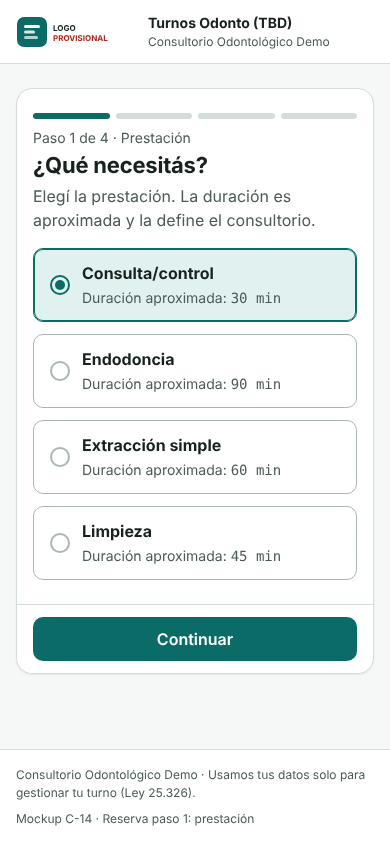 LOGO
PROVISIONAL
Turnos Odonto (TBD)
Consultorio Odontológico Demo
Paso 1 de 4 · Prestación
¿Qué necesitás?
Elegí la prestación. La duración es
aproximada y la define el consultorio.
Consulta/control
Duración aproximada: 30 min
Endodoncia
Duración aproximada: 90 min
Extracción simple
Duración aproximada: 60 min
Limpieza
Duración aproximada: 45 min
Continuar
Consultorio Odontológico Demo · Usamos tus datos solo para
gestionar tu turno (Ley 25.326).
Mockup C-14 · Reserva paso 1: prestación